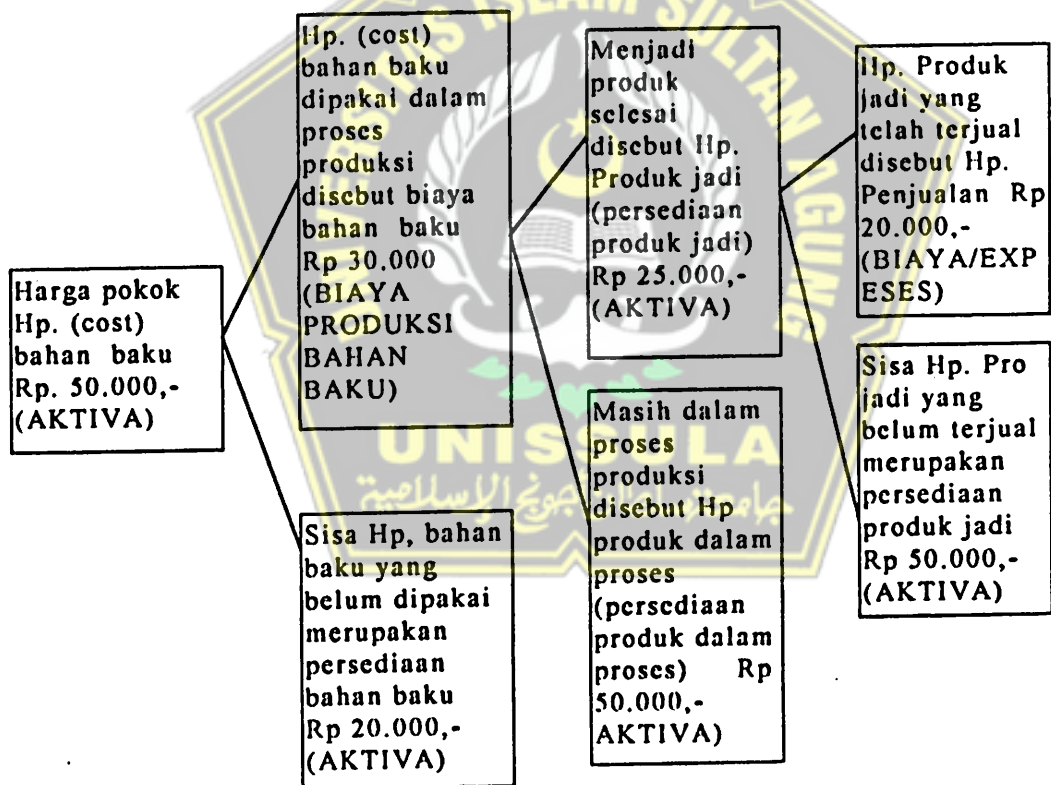 Harga pokok
Hp. (cost)
bahan baku
Rp. 50.000,-
(AKTIVA)
Hp. (cost)
bahan baku
dipakai dalam
proses
produksi
disebut biaya
bahan baku
Rp 30.000
(BIAYA
PRODUKSI
BAHAN
BAKU)
Sisa Hp, bahan
baku yang
belum dipakai
merupakan
persediaan
bahan baku
Rp 20.000,-
(AKTIVA)
Menjadi
produk
selesai
disebut Hp.
Produk jadi
(persediaan
produk jadi)
Rp 25.000,-
(AKTIVA)
Masih dalam
proses
produksi
disebut Hp
produk dalam
proses
(persediaan
produk dalam
proses) Rp
50.000,-
AKTIVA)
Hp. Produk
jadi yang
telah terjual
disebut Hp.
Penjualan Rp
20.000,-
(BIAYA/EXP
ESES)
Sisa Hp. Pro
jadi yang
belum terjual
merupakan
persediaan
produk jadi
Rp 50.000,-
(AKTIVA)
UNIVERSITAS ISLAM SULTAN AGUNG
UNISSULA